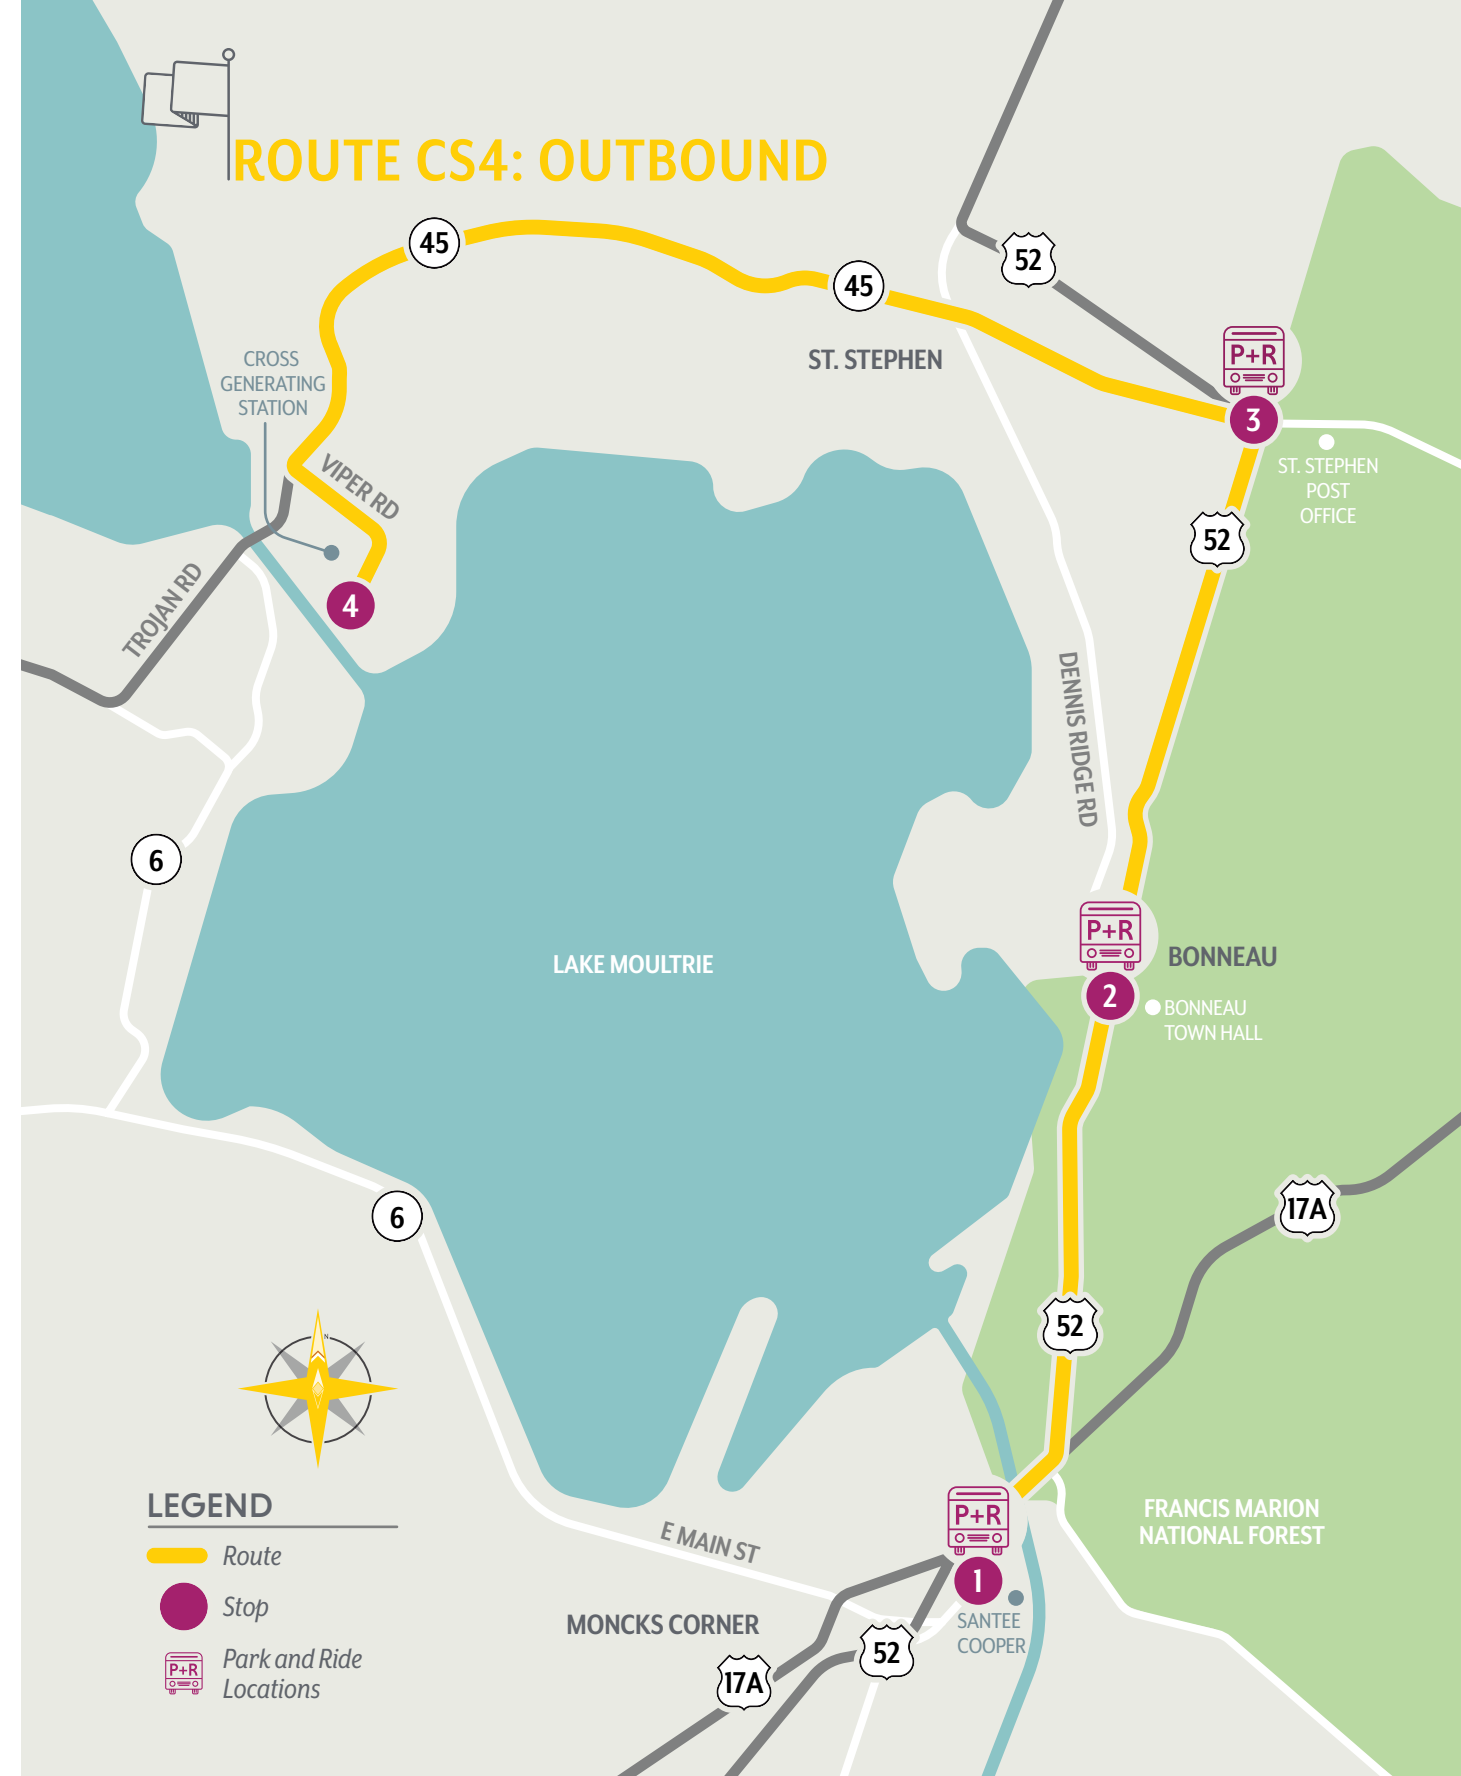 ROUTE CS4: OUTBOUND
45
52
45
P+R
ST. STEPHEN
CROSS
GENERATING
STATION
3
VIPER RD
ST. STEPHEN
POST
OFFICE
52
TROJAN RD
4
DENNIS RIDGE RD
6
P+R
BONNEAU
LAKE MOULTRIE
2
BONNEAU
TOWN HALL
17A
6
52
N
LEGEND
Route
Stop
P+R
Park and Ride
Locations
P+R
FRANCIS MARION
NATIONAL FOREST
E MAIN ST
1
MONCKS CORNER
SANTEE
COOPER
52
17A